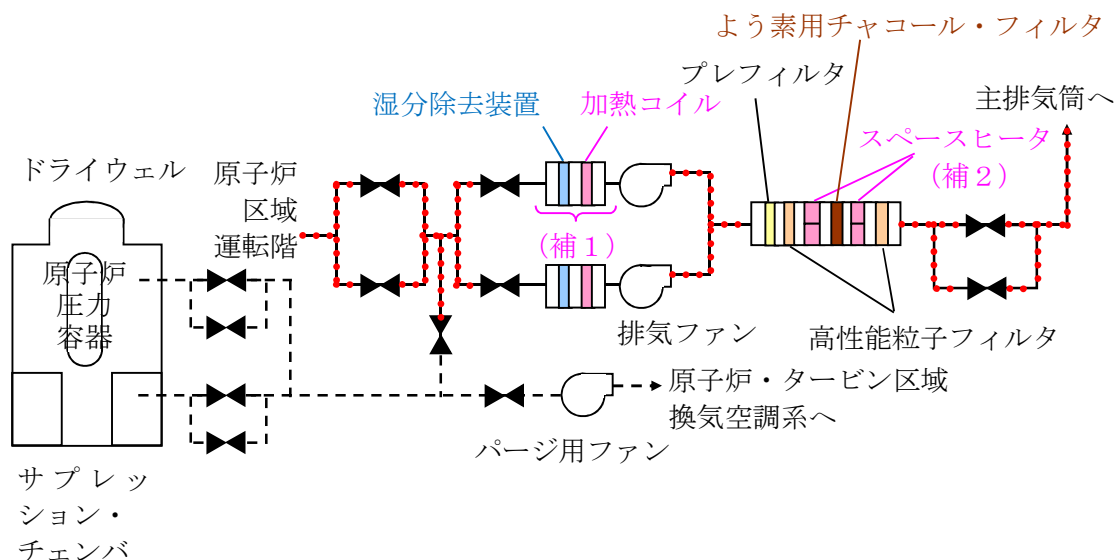 よう素用チャコール・フィルタ
プレフィルタ
湿分除去装置
加熱コイル
主排気筒へ
スペースヒータ
(補2)
ドライウェル
原子炉
区域
運転階
(補1)
原子炉
圧力
容器
排気ファン
高性能粒子フィルタ
原子炉・タービン区域
換気空調系へ
パージ用ファン
サプレッ
ション・
チェンバ